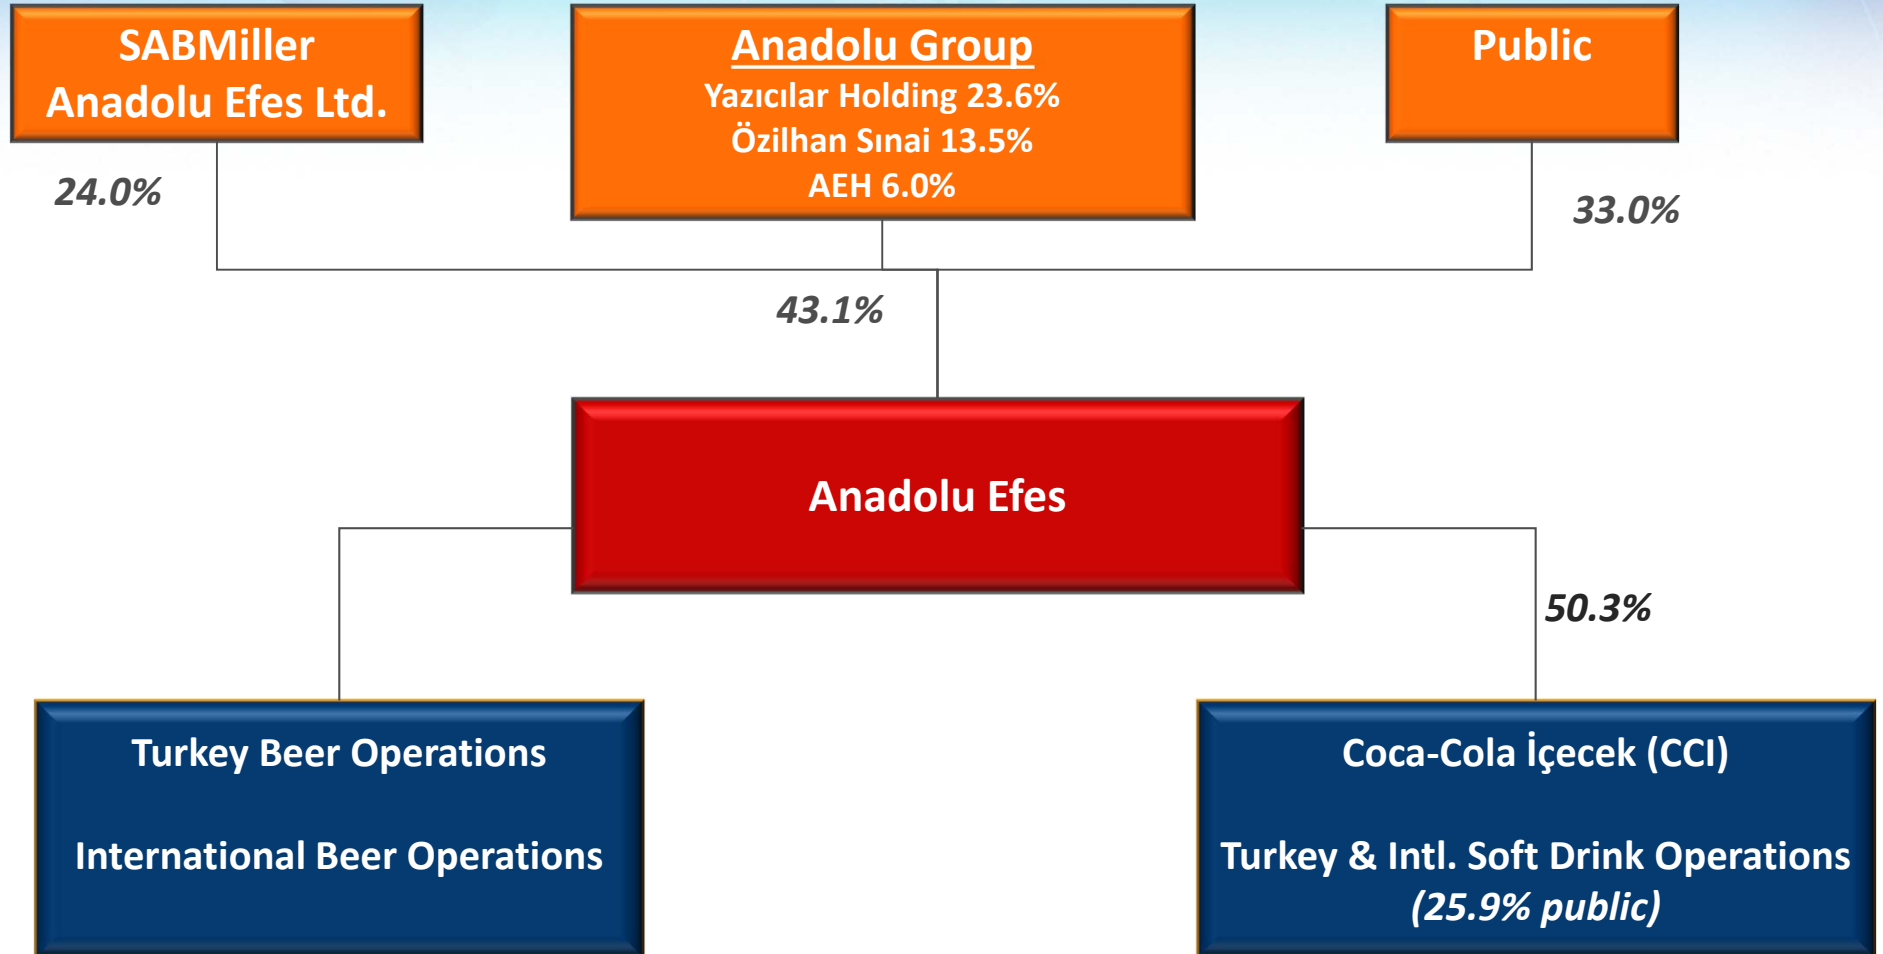 SABMiller
Anadolu Efes Ltd.
Anadolu Group
Yazıcılar Holding 23.6%
Özilhan Sınai 13.5%
AEH 6.0%
Public
24.0%
33.0%
43.1%
Anadolu Efes
50.3%
Turkey Beer Operations
International Beer Operations
Coca-Cola İçecek (CCI)
Turkey & Intl. Soft Drink Operations
(25.9% public)